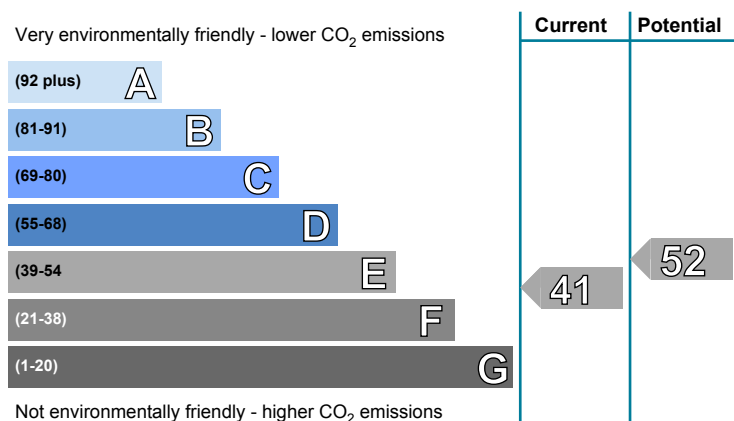 Very environmentally friendly - lower CO2 emissions
Current
Potential
(92 plus) A
(81-91) B
(69-80) C
(55-68) D
(39-54 E
(21-38) F
(1-20) G
41
52
Not environmentally friendly - higher CO2 emissions